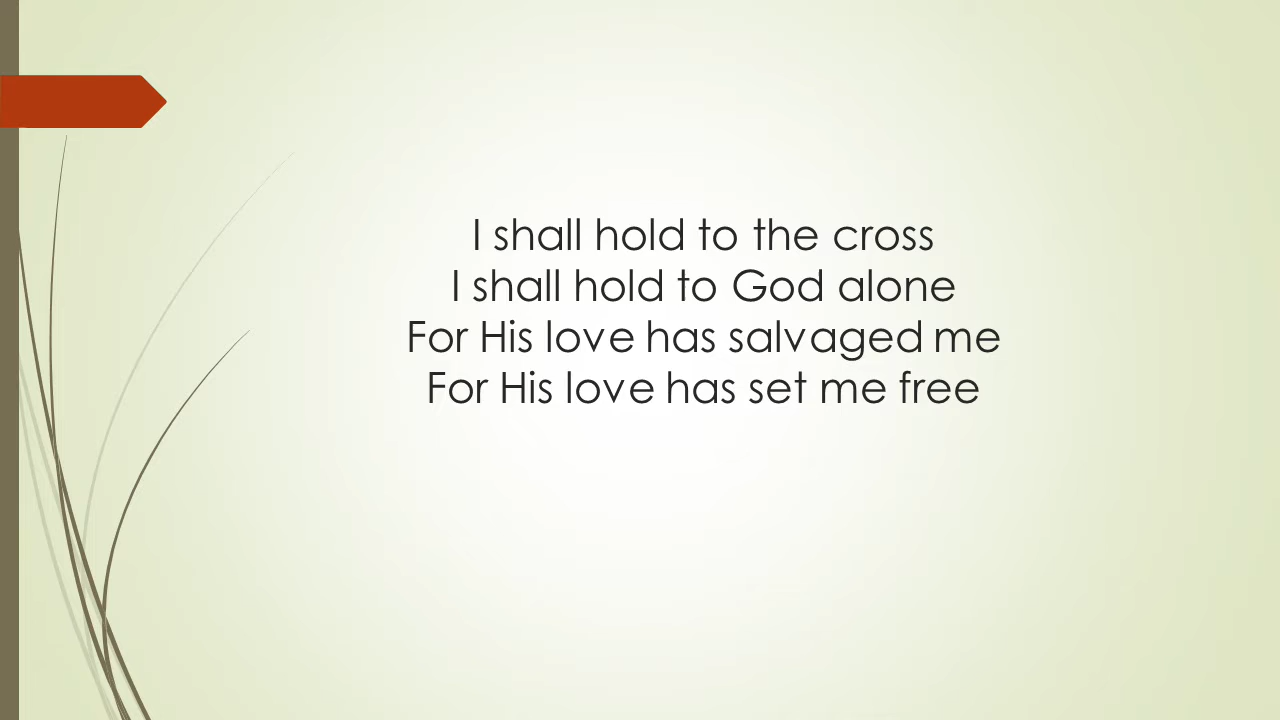 I shall hold to the cross
I shall hold to God alone
For His love has salvaged me
For His love has set me free